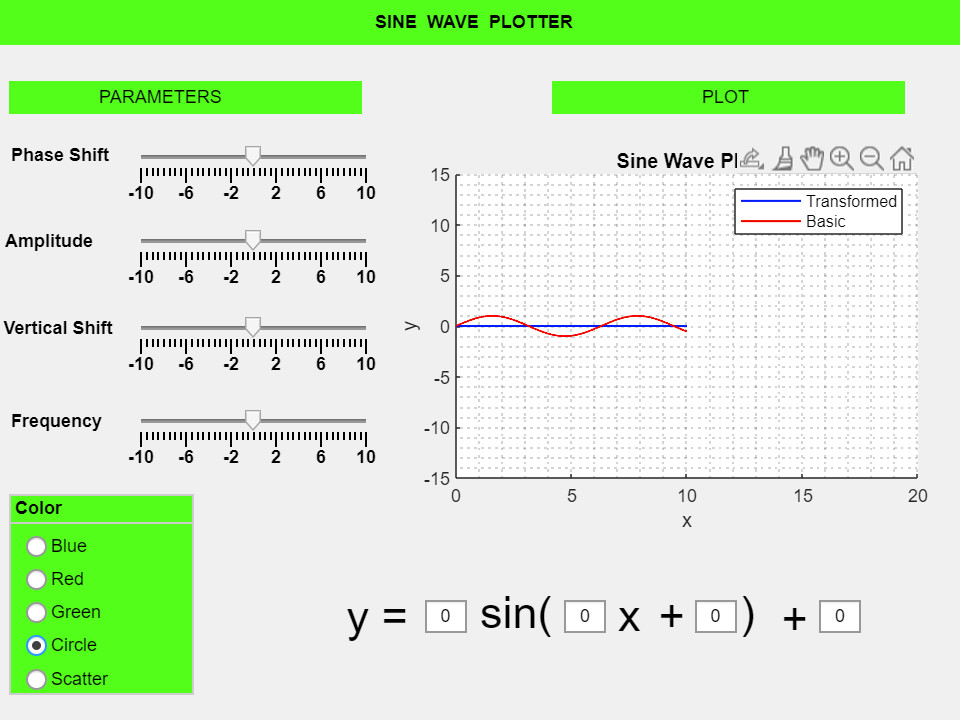 SINE WAVE PLOTTER
PARAMETERS
PLOT
Phase Shift
-10 -6 -2 2 6 10
Amplitude
-10 -6 -2 2 6 10
Vertical Shift
-10 -6 -2 2 6 10
Frequency
-10 -6 -2 2 6 10
Sine Wave Pl
Transformed
Basic
15
10
5
0
-5
-10
-15
y
0 5 10 15 20
x
Color
Blue
Red
Green
Circle
Scatter
y = 0 sin( 0 x + 0 ) + 0